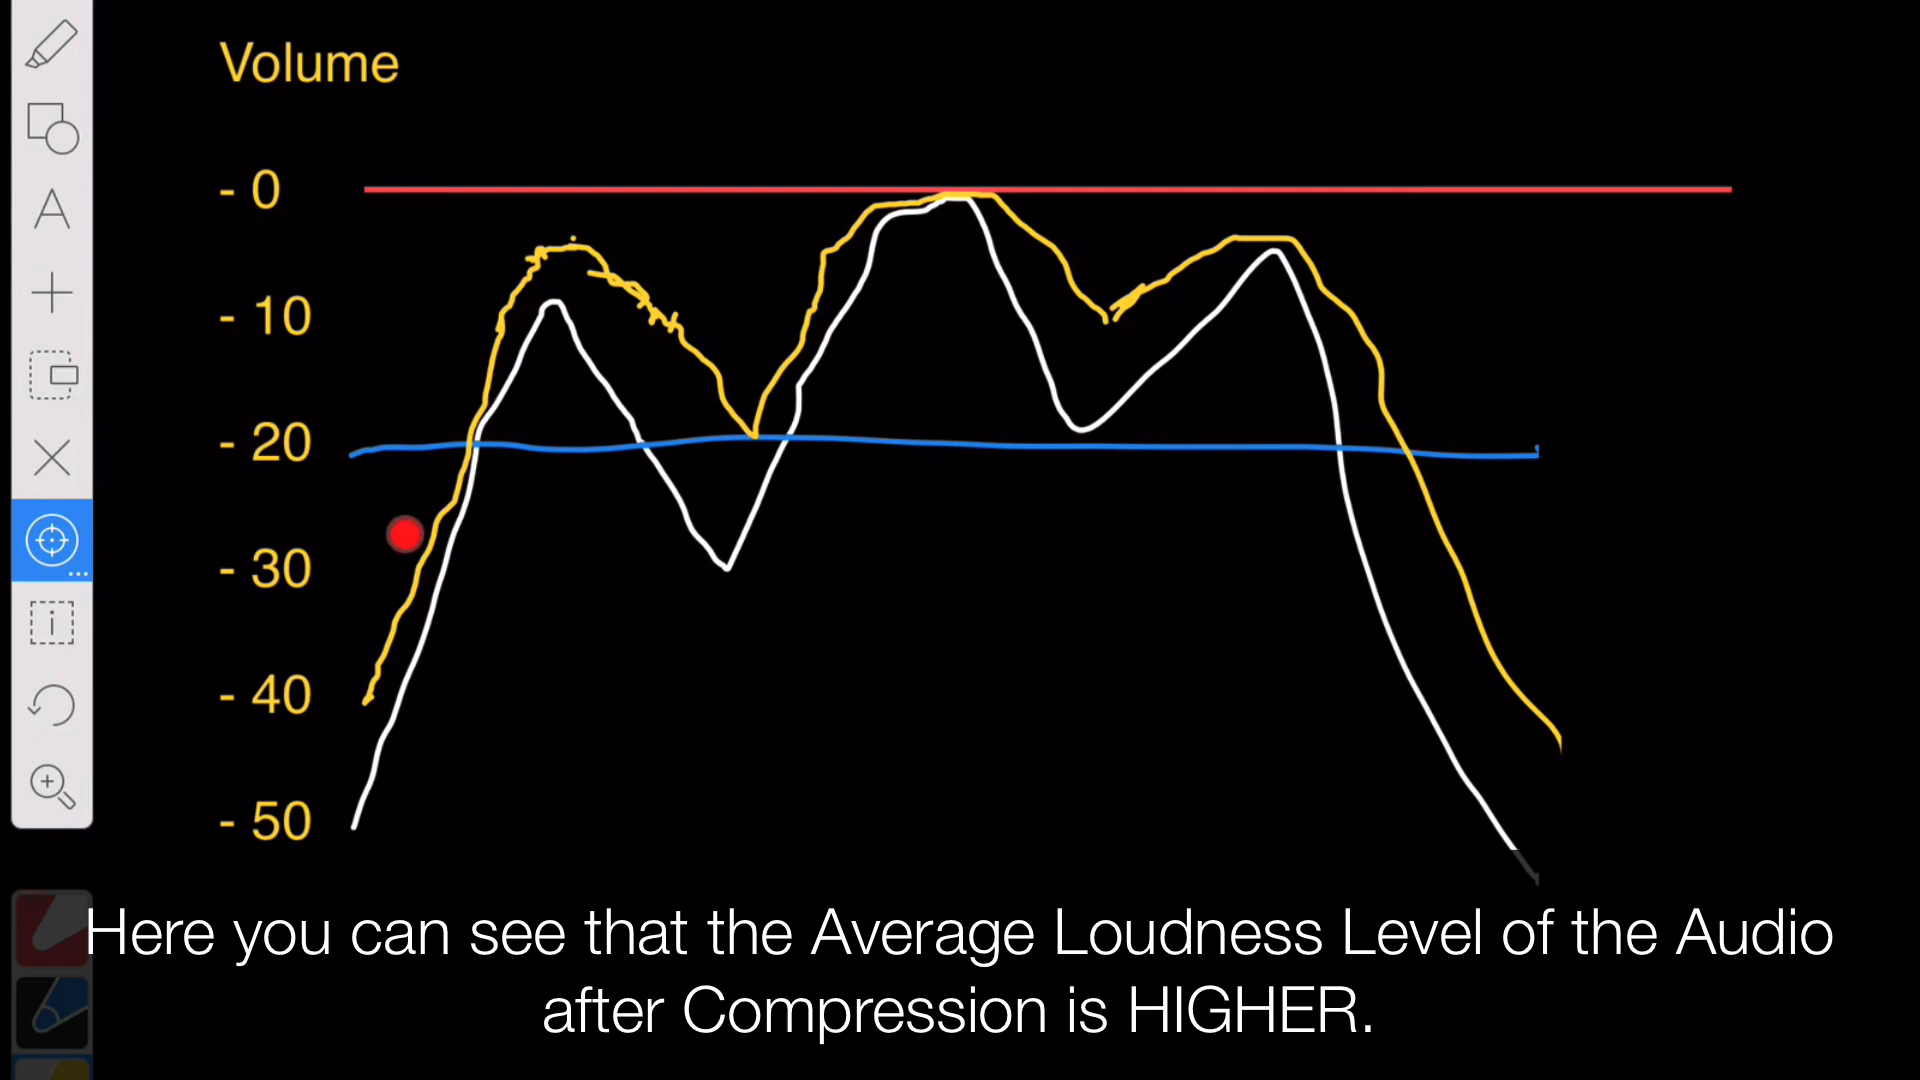 Volume
- 0
- 10
- 20
- 30
- 40
- 50
A
i
Here you can see that the Average Loudness Level of the Audio
after Compression is HIGHER.